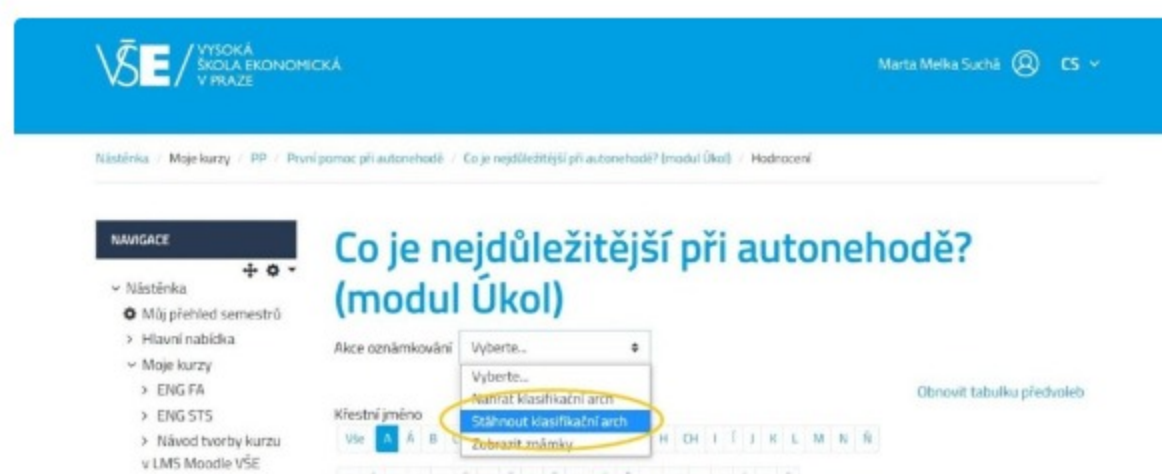 VŠE / VYSOKÁ
ŠKOLA EKONOMICKÁ
V PRAZE
Marta Melka Suchá CS
Nástěnka / Moje kurzy / PP / První pomoc při autonehodě / Co je nejdůležitější při autonehodě? (modul Úkol) / Hodnocení
NAVIGACE
Nástěnka
Můj přehled semestrů
Hlavní nabídka
Moje kurzy
ENG FA
ENG STS
Návod tvorby kurzu
v LMS Moodle VŠE
Co je nejdůležitější při autonehodě?
(modul Úkol)
Akce oznámkování Vyberte...
Vyberte...
Nahrát klasifikační arch
Stáhnout klasifikační arch
Zobrazit známky
Obnovit tabulku předvoleb
Křestní jméno
Vše A Á B H CH I Í J K L M N Ň